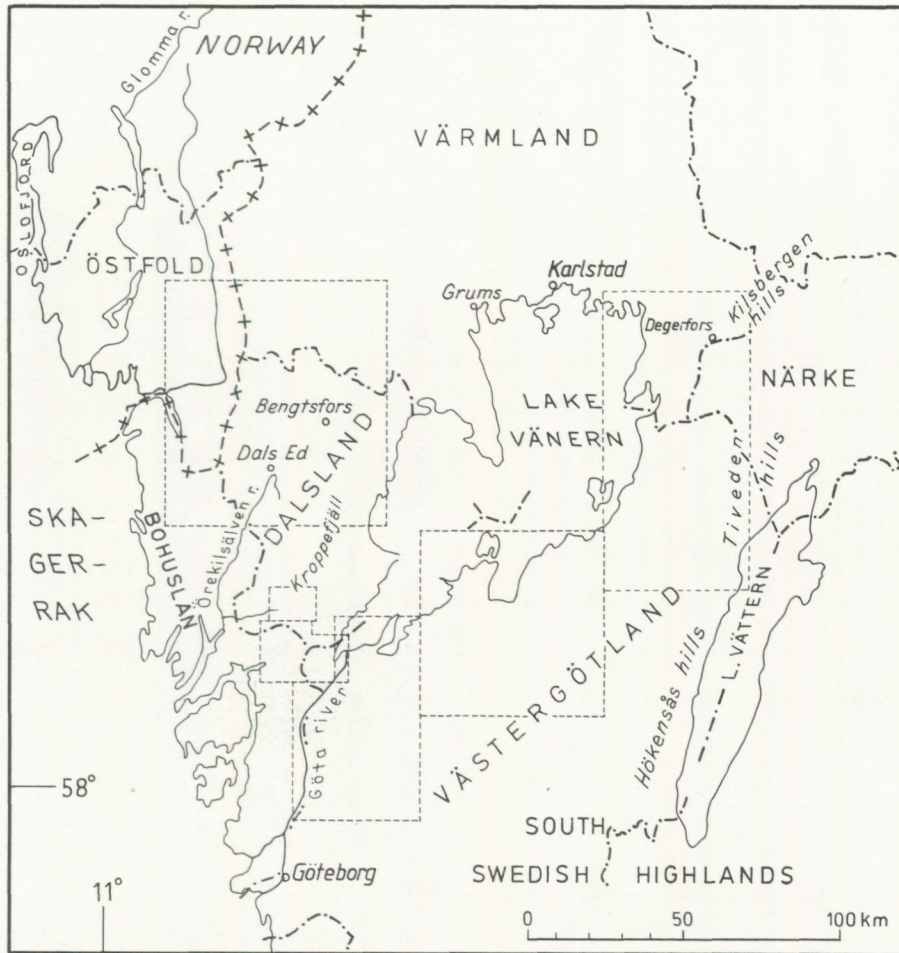 NORWAY
Glomma r.
VÄRMLAND
OSLOFJORD
ÖSTFOLD
Karlstad
Grums
Kilsbergen
hills
Degerfors
NÄRKE
LAKE
VÄNERN
Bengtsfors
Dals Ed
DALSLAND
Tiveden
hills
SKA-
GER-
RAK
BOHUSLAN
Örekilsälven r.
Kroppefjäll
L. VÄTTERN
Hökensås hills
VÄSTERGÖTLAND
Göta river
58°
SOUTH
SWEDISH HIGHLANDS
Göteborg
11°
0 50 100 km